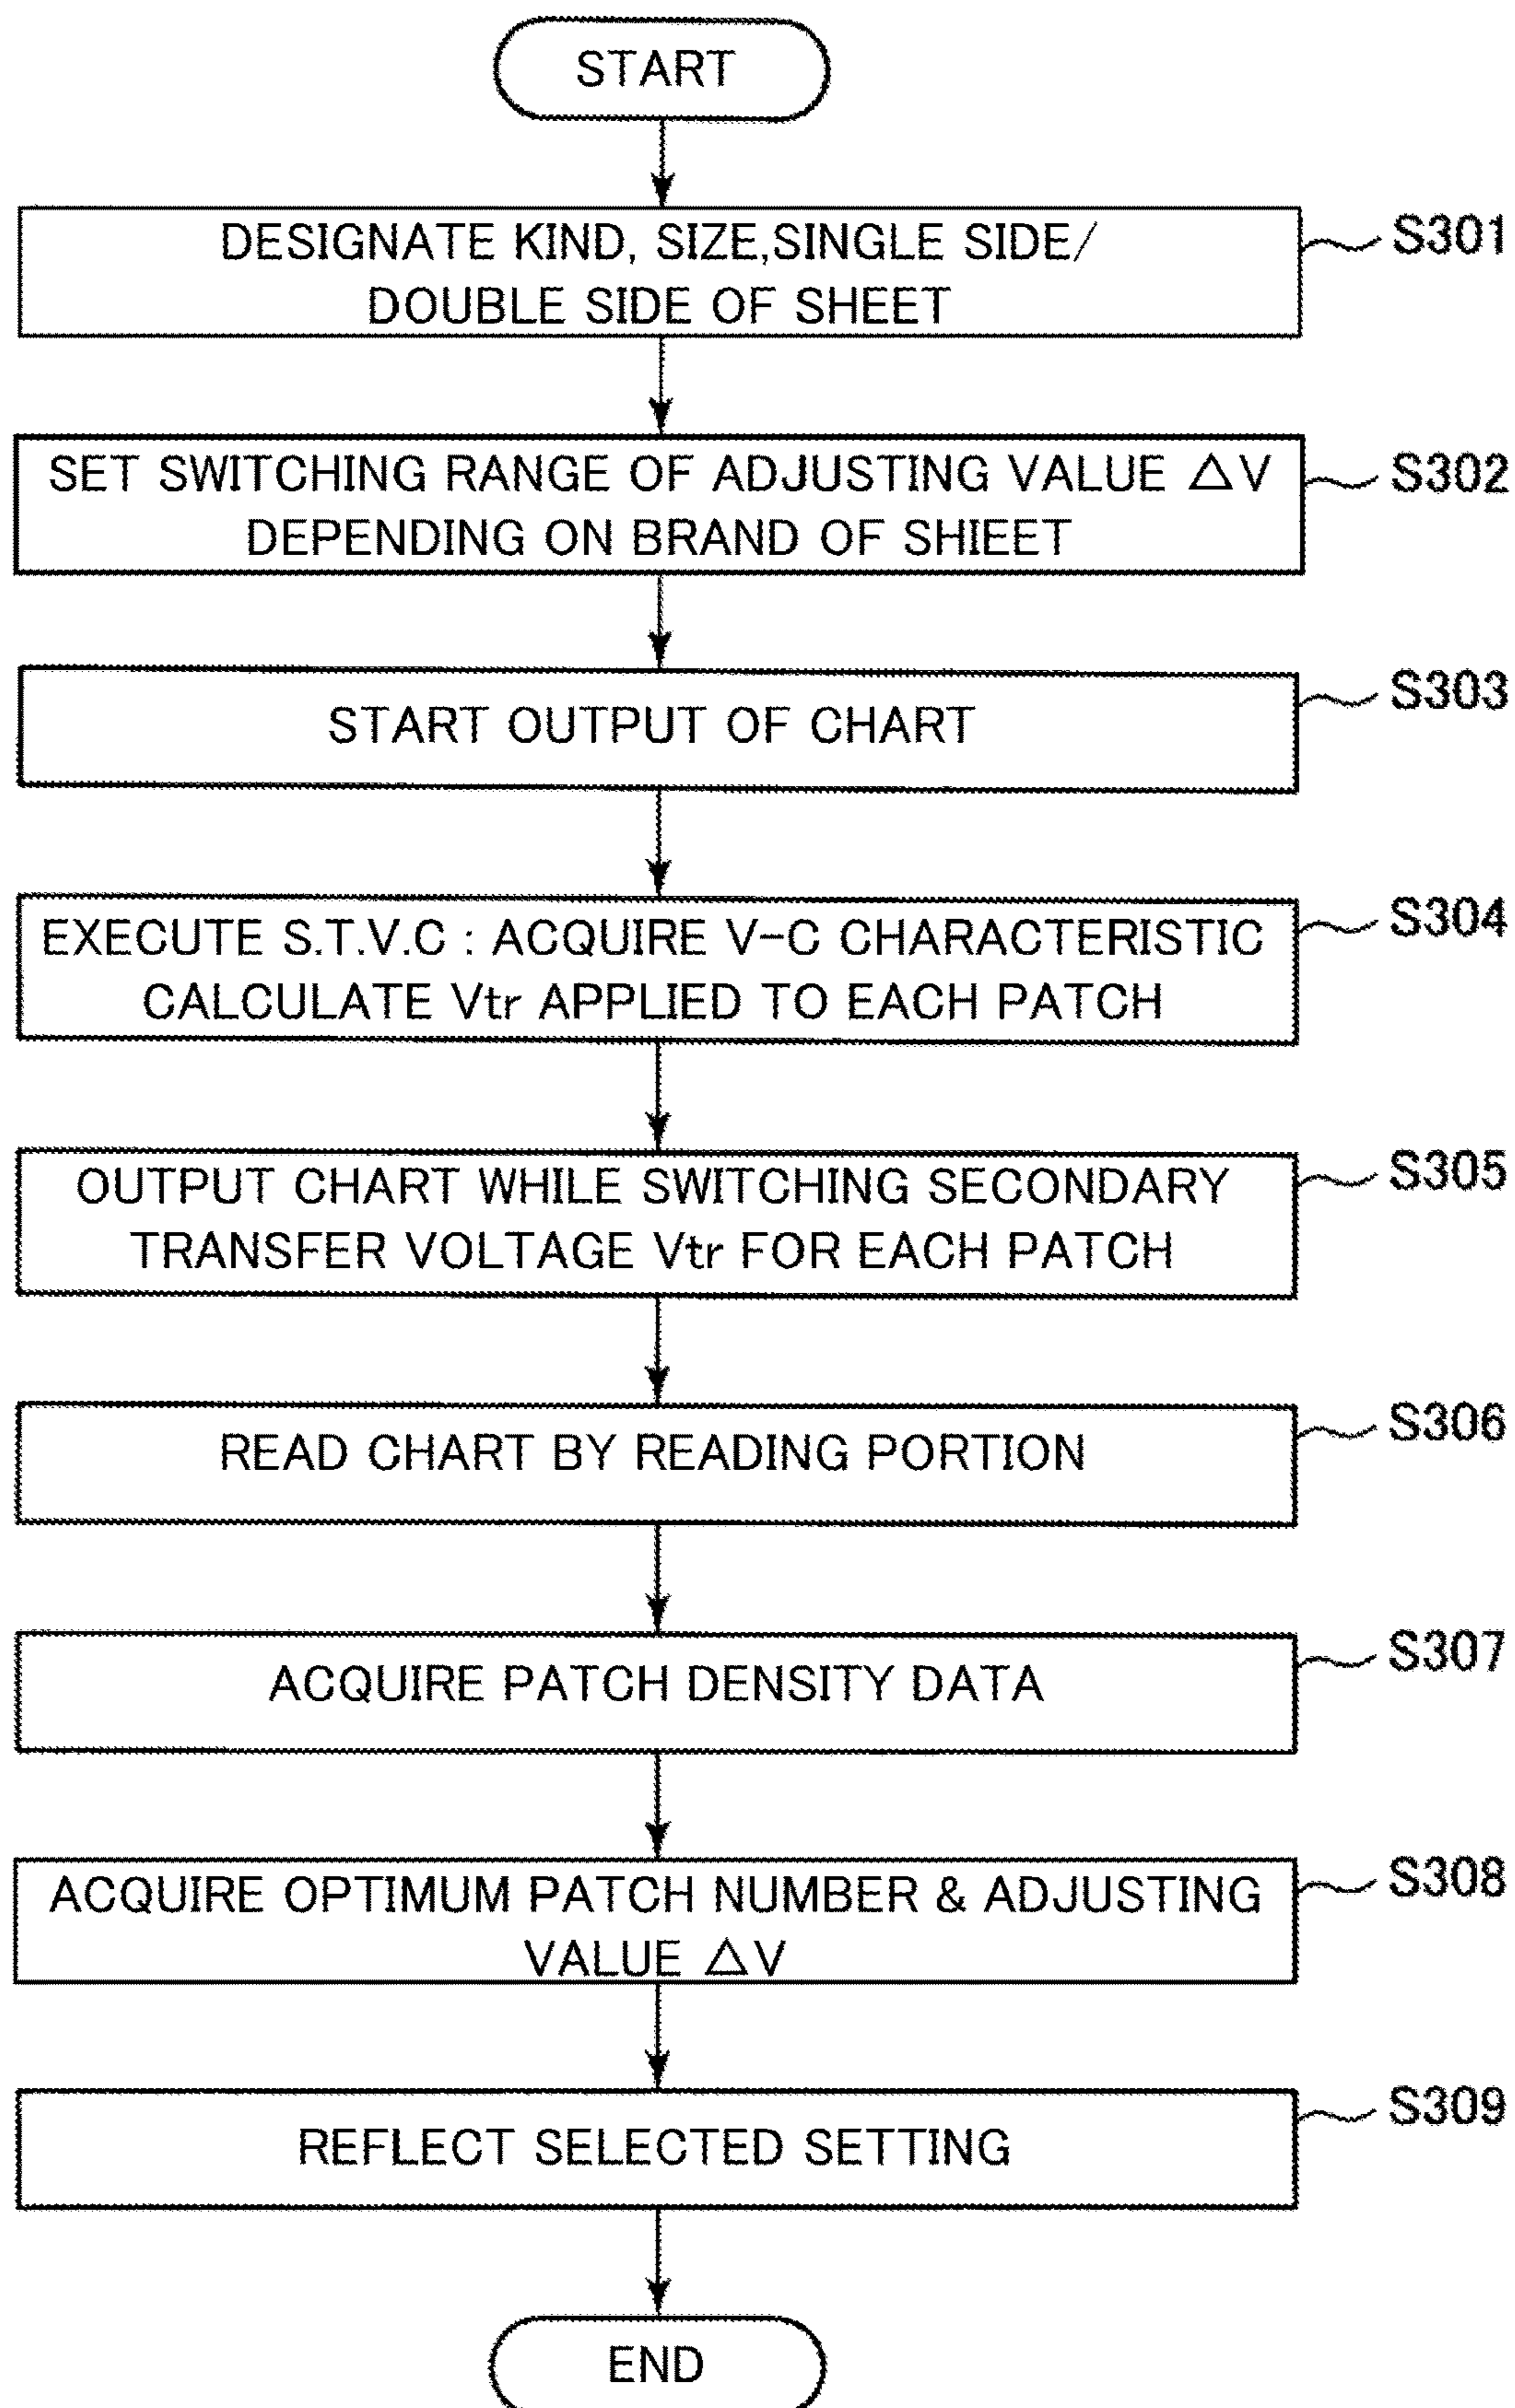 START
DESIGNATE KIND, SIZE,SINGLE SIDE/
DOUBLE SIDE OF SHEET
S301
SET SWITCHING RANGE OF ADJUSTING VALUE △V
DEPENDING ON BRAND OF SHIEET
S302
START OUTPUT OF CHART
S303
EXECUTE S.T.V.C : ACQUIRE V-C CHARACTERISTIC
CALCULATE Vtr APPLIED TO EACH PATCH
S304
OUTPUT CHART WHILE SWITCHING SECONDARY
TRANSFER VOLTAGE Vtr FOR EACH PATCH
S305
READ CHART BY READING PORTION
S306
ACQUIRE PATCH DENSITY DATA
S307
ACQUIRE OPTIMUM PATCH NUMBER & ADJUSTING
VALUE △V
S308
REFLECT SELECTED SETTING
S309
END